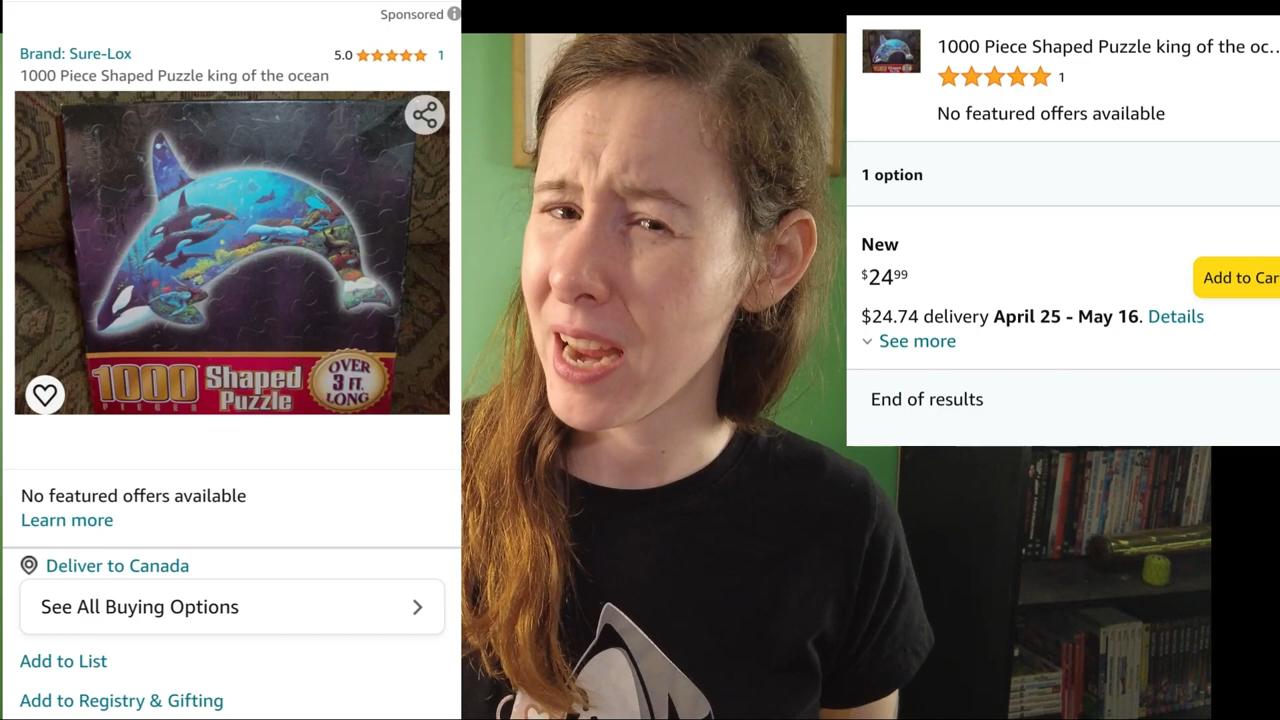 Sponsored
Brand: Sure-Lox
5.0
1
1000 Piece Shaped Puzzle king of the ocean
1000
PIECES
Shaped
Puzzle
OVER
3 FT.
LONG
No featured offers available
Learn more
Deliver to Canada
See All Buying Options
Add to List
Add to Registry & Gifting
1000 Piece Shaped Puzzle king of the oc...
1
No featured offers available
1 option
New
$24.99
Add to Car
$24.74 delivery April 25 - May 16. Details
See more
End of results